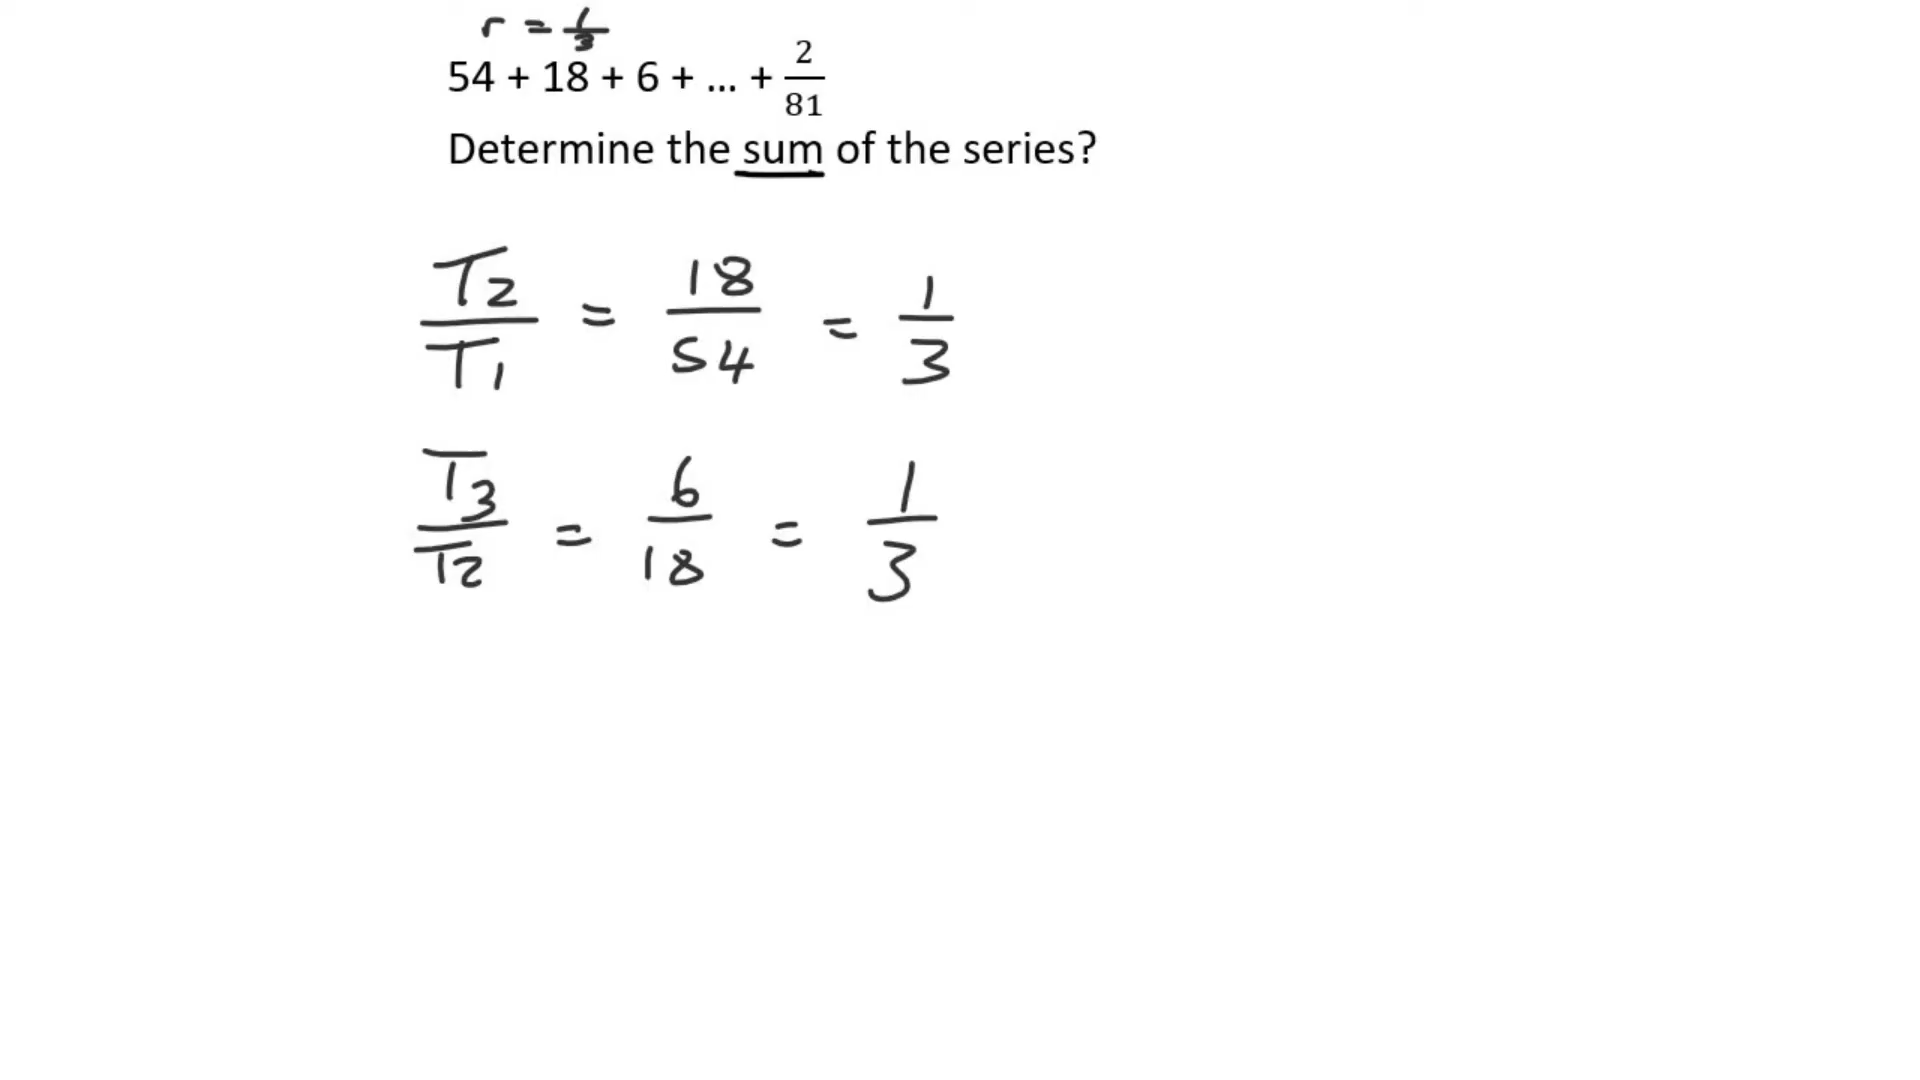 r = 1/3
54 + 18 + 6 + ... + 2/81
Determine the sum of the series?
T2/T1 = 18/54 = 1/3
T3/T2 = 6/18 = 1/3